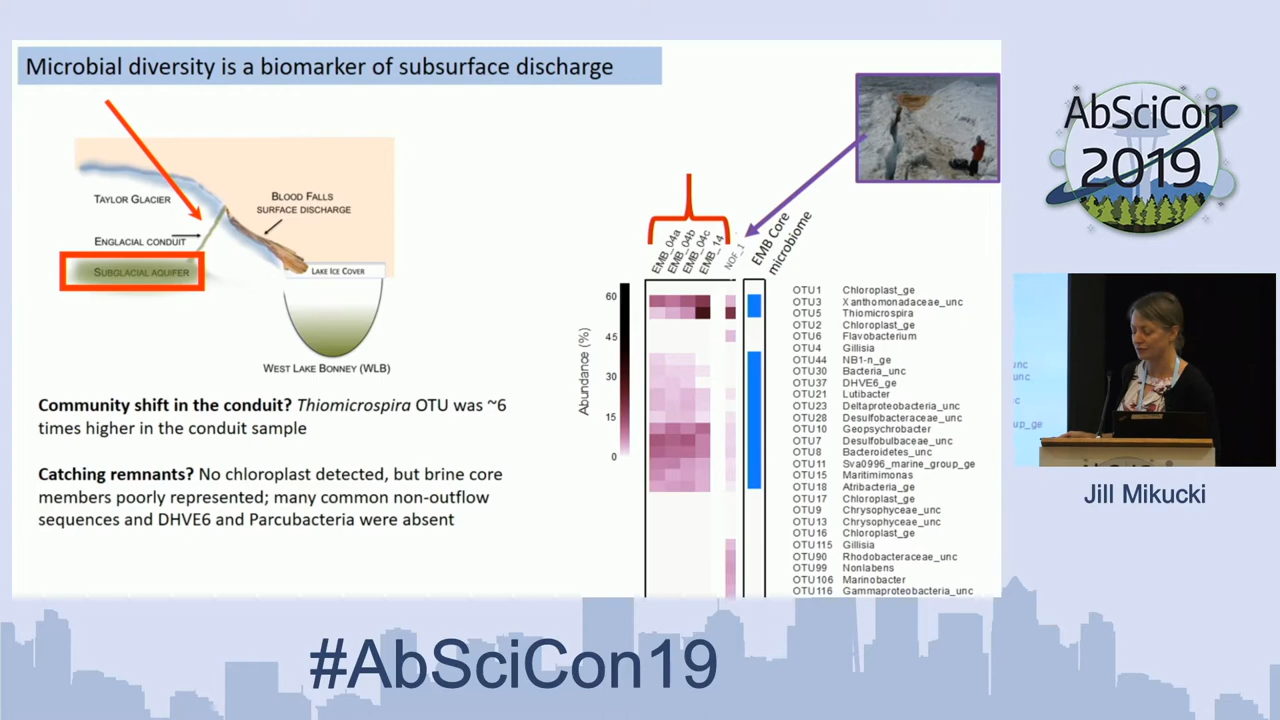 Microbial diversity is a biomarker of subsurface discharge
TAYLOR GLACIER
BLOOD FALLS
SURFACE DISCHARGE
ENGLACIAL CONDUIT
SUBGLACIAL AQUIFER
LAKE ICE COVER
WEST LAKE BONNEY (WLB)
Community shift in the conduit? Thiomicrospira OTU was ~6
times higher in the conduit sample
Catching remnants? No chloroplast detected, but brine core
members poorly represented; many common non-outflow
sequences and DHVE6 and Parcubacteria were absent
EMB_04a
EMB_04b
EMB_04c
EMB_14
NOF_1
EMB Core
microbiome
Abundance (%)
60
45
30
15
0
OTU1 Chloroplast_ge
OTU3 Xanthomonadaceae_unc
OTU5 Thiomicrospira
OTU2 Chloroplast_ge
OTU6 Flavobacterium
OTU4 Gillisia
OTU44 NB1-n_ge
OTU30 Bacteria_unc
OTU37 DHVE6_ge
OTU21 Lutibacter
OTU23 Deltaproteobacteria_unc
OTU28 Desulfobacteraceae_unc
OTU10 Geopsychrobacter
OTU7 Desulfobulbaceae_unc
OTU8 Bacteroidetes_unc
OTU11 Sva0996_marine_group_ge
OTU15 Maritimimonas
OTU18 Atribacteria_ge
OTU17 Chloroplast_ge
OTU9 Chrysophyceae_unc
OTU13 Chrysophyceae_unc
OTU16 Chloroplast_ge
OTU115 Gillisia
OTU90 Rhodobacteraceae_unc
OTU99 Nonlabens
OTU106 Marinobacter
OTU116 Gammaproteobacteria_unc
AbSciCon
2019
unc
unc
up_ge
Jill Mikucki
#AbSciCon19